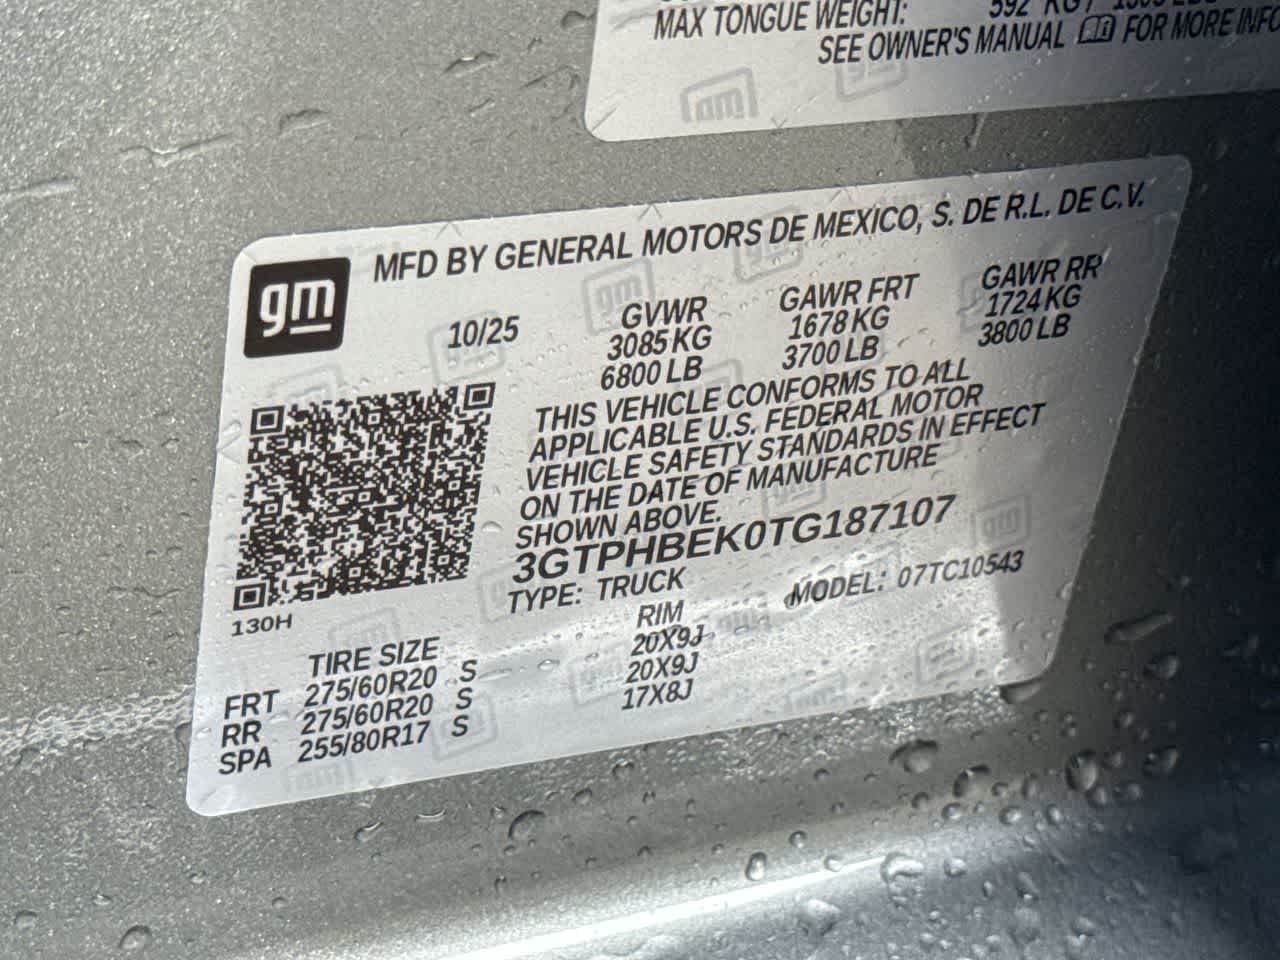 MAX TONGUE WEIGHT: 592 KG /
SEE OWNER'S MANUAL FOR MORE INFO
gm
MFD BY GENERAL MOTORS DE MEXICO, S. DE R.L. DE C.V.
10/25 GVWR GAWR FRT GAWR RR
3085 KG 1678 KG 1724 KG
6800 LB 3700 LB 3800 LB
THIS VEHICLE CONFORMS TO ALL
APPLICABLE U.S. FEDERAL MOTOR
VEHICLE SAFETY STANDARDS IN EFFECT
ON THE DATE OF MANUFACTURE
SHOWN ABOVE.
3GTPHBEK0TG187107
TYPE: TRUCK MODEL: 07TC10543
130H
TIRE SIZE RIM
FRT 275/60R20 S 20X9J
RR 275/60R20 S 20X9J
SPA 255/80R17 S 17X8J